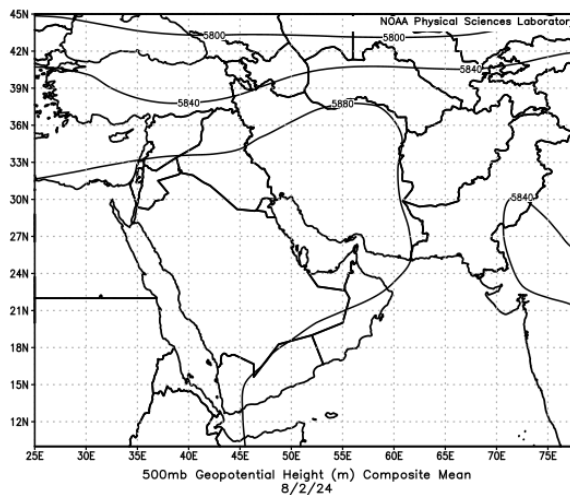 NOAA Physical Sciences Laboratory
45N
5800
5800
42N
5840
39N
5840
5880
36N
33N
30N
5840
27N
24N
21N
18N
15N
12N
25E 30E 35E 40E 45E 50E 55E 60E 65E 70E 75E
500mb Geopotential Height (m) Composite Mean
8/2/24